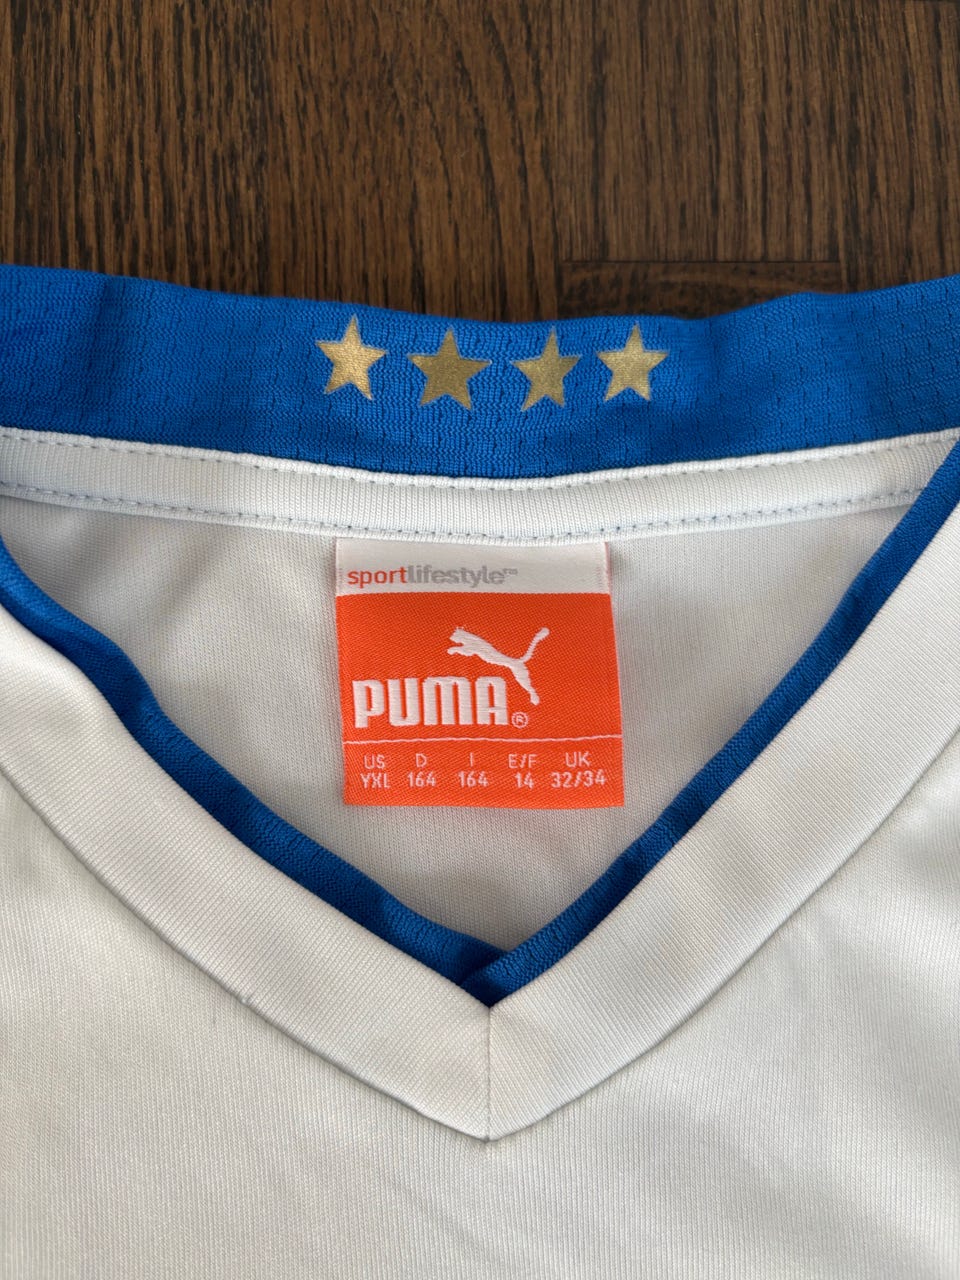 sportlifestyle™
PUMA®
US D I E/F UK
YXL 164 164 14 32/34